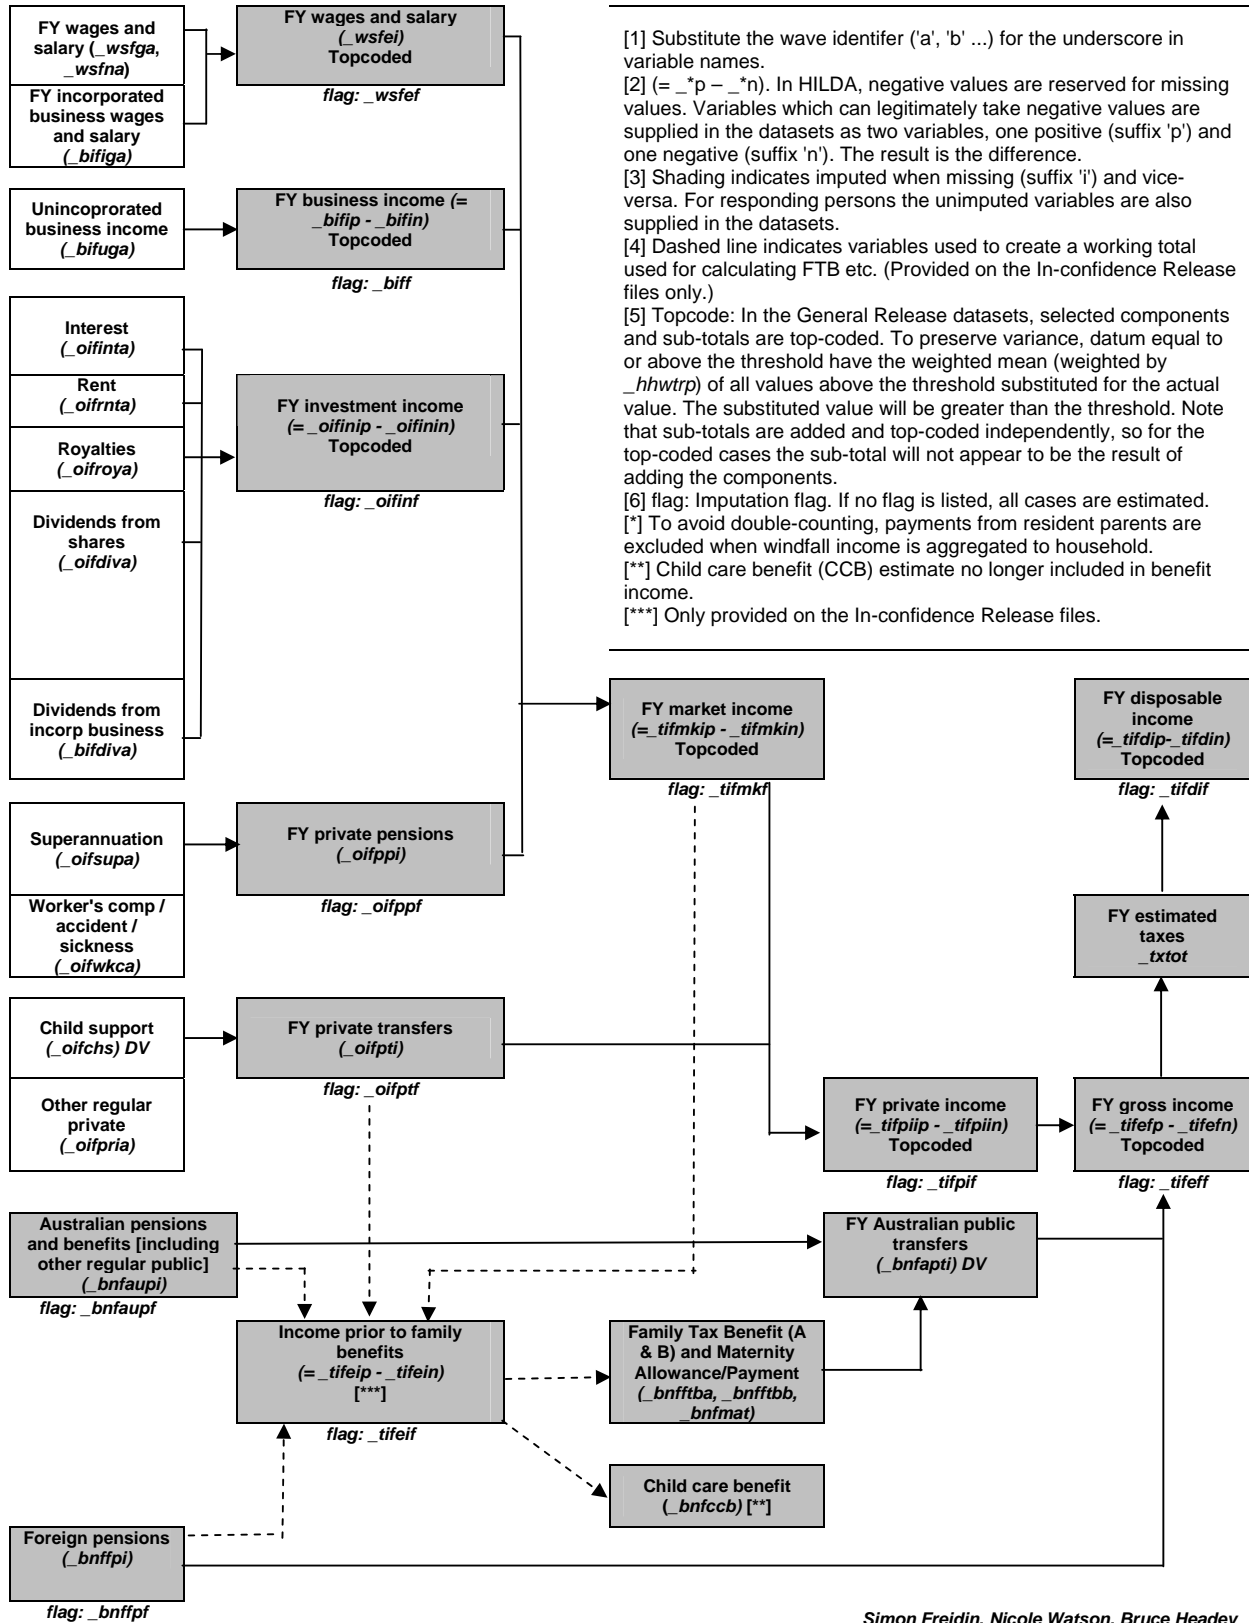 FY wages and
salary (_wsfga,
_wsfna)
FY incorporated
business wages
and salary
(_bifiga)
FY wages and salary
(_wsfei)
Topcoded
flag: _wsfef
Unincoprorated
business income
(_bifuga)
FY business income (=
_bifip - _bifin)
Topcoded
flag: _biff
Interest
(_oifinta)
Rent
(_oifrnta)
Royalties
(_oifroya)
Dividends from
shares
(_oifdiva)
Dividends from
incorp business
(_bifdiva)
FY investment income
(= _oifinip - _oifinin)
Topcoded
flag: _oifinf
[1] Substitute the wave identifer ('a', 'b' ...) for the underscore in
variable names.
[2] (= _*p – _*n). In HILDA, negative values are reserved for missing
values. Variables which can legitimately take negative values are
supplied in the datasets as two variables, one positive (suffix 'p') and
one negative (suffix 'n'). The result is the difference.
[3] Shading indicates imputed when missing (suffix 'i') and vice-
versa. For responding persons the unimputed variables are also
supplied in the datasets.
[4] Dashed line indicates variables used to create a working total
used for calculating FTB etc. (Provided on the In-confidence Release
files only.)
[5] Topcode: In the General Release datasets, selected components
and sub-totals are top-coded. To preserve variance, datum equal to
or above the threshold have the weighted mean (weighted by
_hhwtrp) of all values above the threshold substituted for the actual
value. The substituted value will be greater than the threshold. Note
that sub-totals are added and top-coded independently, so for the
top-coded cases the sub-total will not appear to be the result of
adding the components.
[6] flag: Imputation flag. If no flag is listed, all cases are estimated.
[*] To avoid double-counting, payments from resident parents are
excluded when windfall income is aggregated to household.
[**] Child care benefit (CCB) estimate no longer included in benefit
income.
[***] Only provided on the In-confidence Release files.
FY market income
(=_tifmkip - _tifmkin)
Topcoded
flag: _tifmkf
FY disposable
income
(=_tifdip-_tifdin)
Topcoded
flag: _tifdif
Superannuation
(_oifsupa)
Worker's comp /
accident /
sickness
(_oifwkca)
FY private pensions
(_oifppi)
flag: _oifppf
FY estimated
taxes
_txtot
Child support
(_oifchs) DV
Other regular
private
(_oifpria)
FY private transfers
(_oifpti)
flag: _oifptf
FY private income
(=_tifpiip - _tifpiin)
Topcoded
flag: _tifpif
FY gross income
(= _tifefp - _tifefn)
Topcoded
flag: _tifeff
Australian pensions
and benefits [including
other regular public]
(_bnfaupi)
flag: _bnfaupf
FY Australian public
transfers
(_bnfapti) DV
Income prior to family
benefits
(= _tifeip - _tifein)
[***]
flag: _tifeif
Family Tax Benefit (A
& B) and Maternity
Allowance/Payment
(_bnfftba, _bnfftbb,
_bnfmat)
Child care benefit
(_bnfccb) [**]
Foreign pensions
(_bnffpi)
flag: _bnffpf
Simon Freidin, Nicole Watson, Bruce Headey